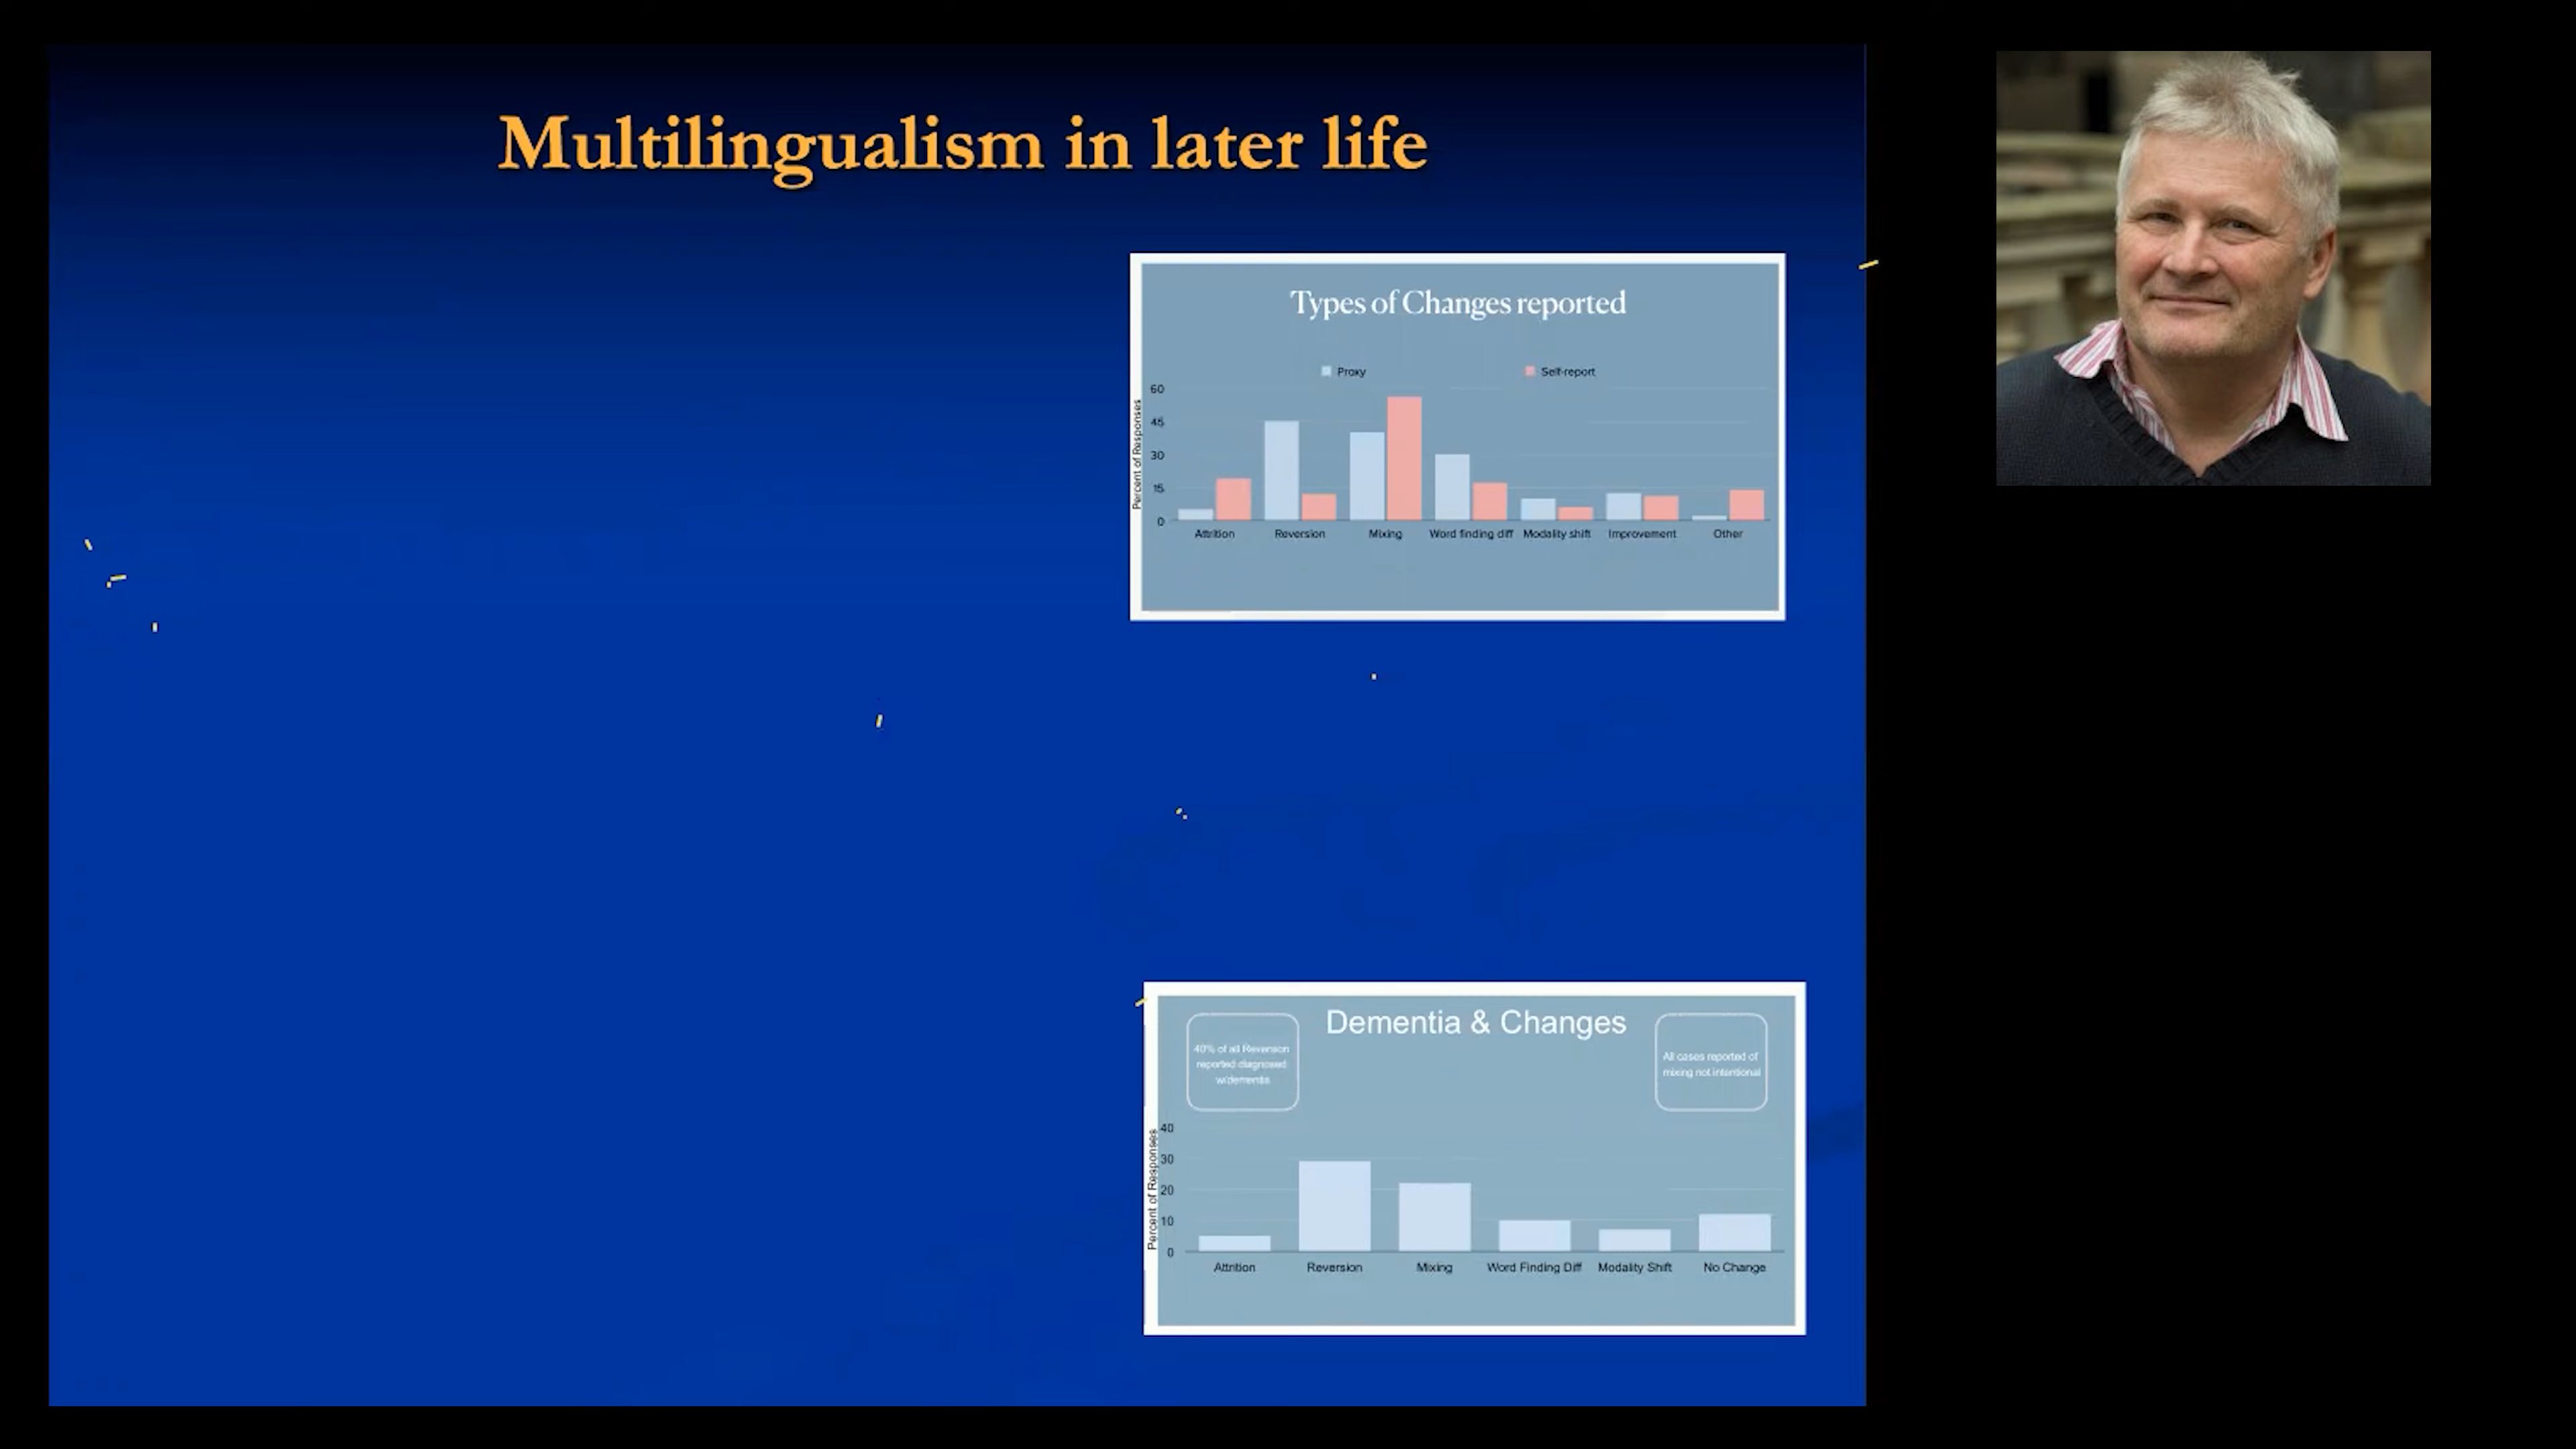 Multilingualism in later life
Types of Changes reported
Proxy Self-report
Percent of Responses
60
45
30
15
0
Attrition Reversion Mixing Word finding diff Modality shift Improvement Other
Dementia & Changes
40% of all Reversion
reported diagnosed
w/dementia
All cases reported of
mixing not intentional
Percent of Responses
40
30
20
10
0
Attrition Reversion Mixing Word Finding Diff Modality Shift No Change